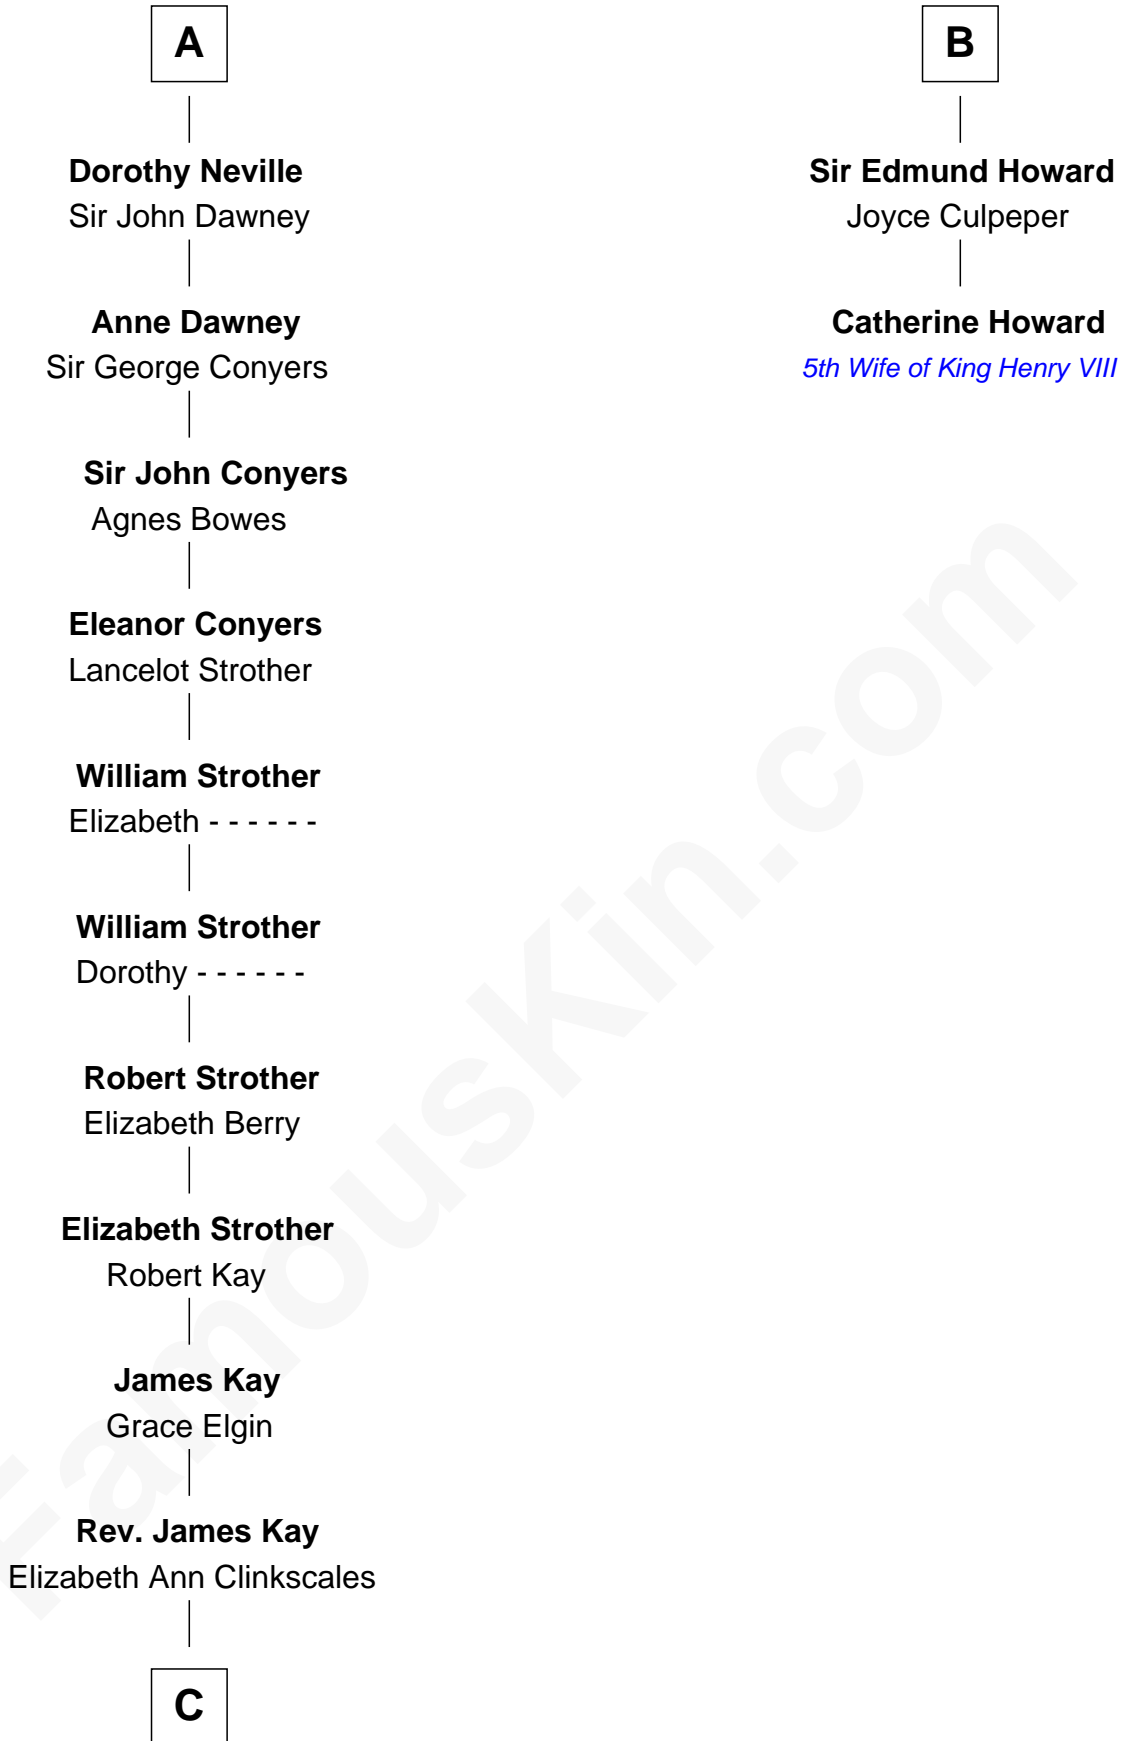 A
Dorothy Neville
Sir John Dawney
Anne Dawney
Sir George Conyers
Sir John Conyers
Agnes Bowes
Eleanor Conyers
Lancelot Strother
William Strother
Elizabeth - - - - - -
William Strother
Dorothy - - - - - -
Robert Strother
Elizabeth Berry
Elizabeth Strother
Robert Kay
James Kay
Grace Elgin
Rev. James Kay
Elizabeth Ann Clinkscales
C
B
Sir Edmund Howard
Joyce Culpeper
Catherine Howard
5th Wife of King Henry VIII
FamousKin.com